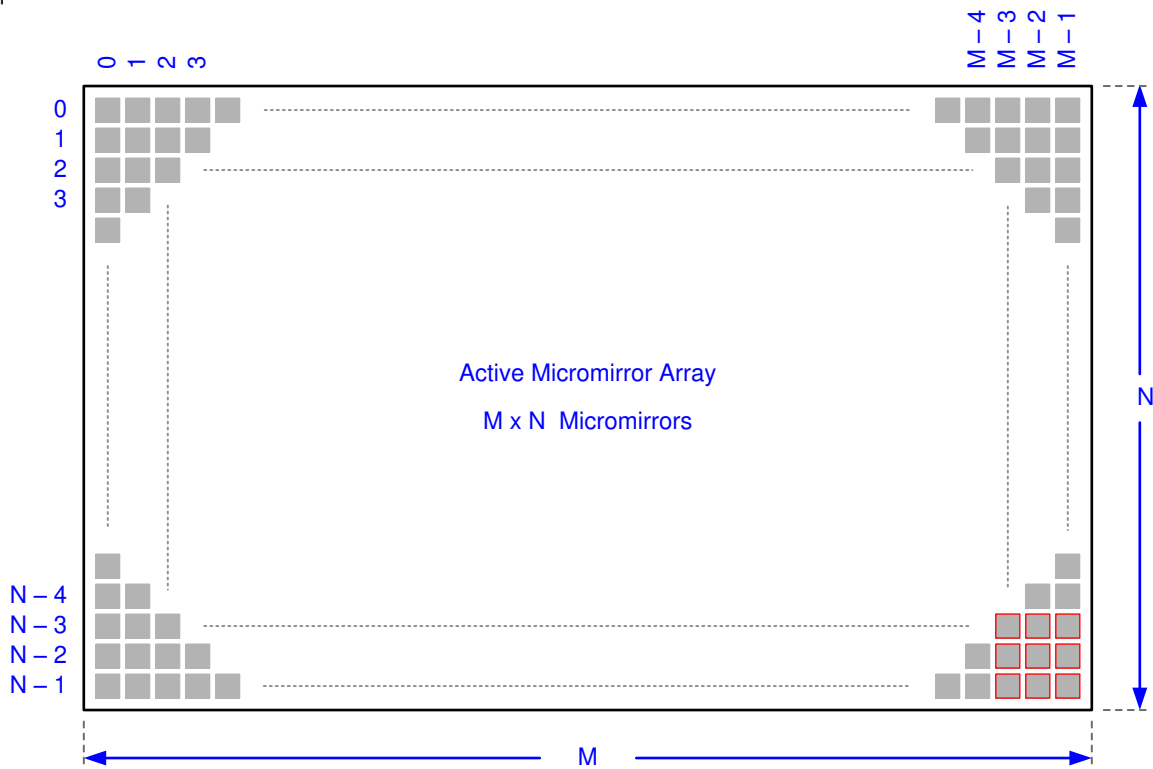 0
1
2
3
M – 4
M – 3
M – 2
M – 1
0
1
2
3
Active Micromirror Array
M x N Micromirrors
N
N – 4
N – 3
N – 2
N – 1
M